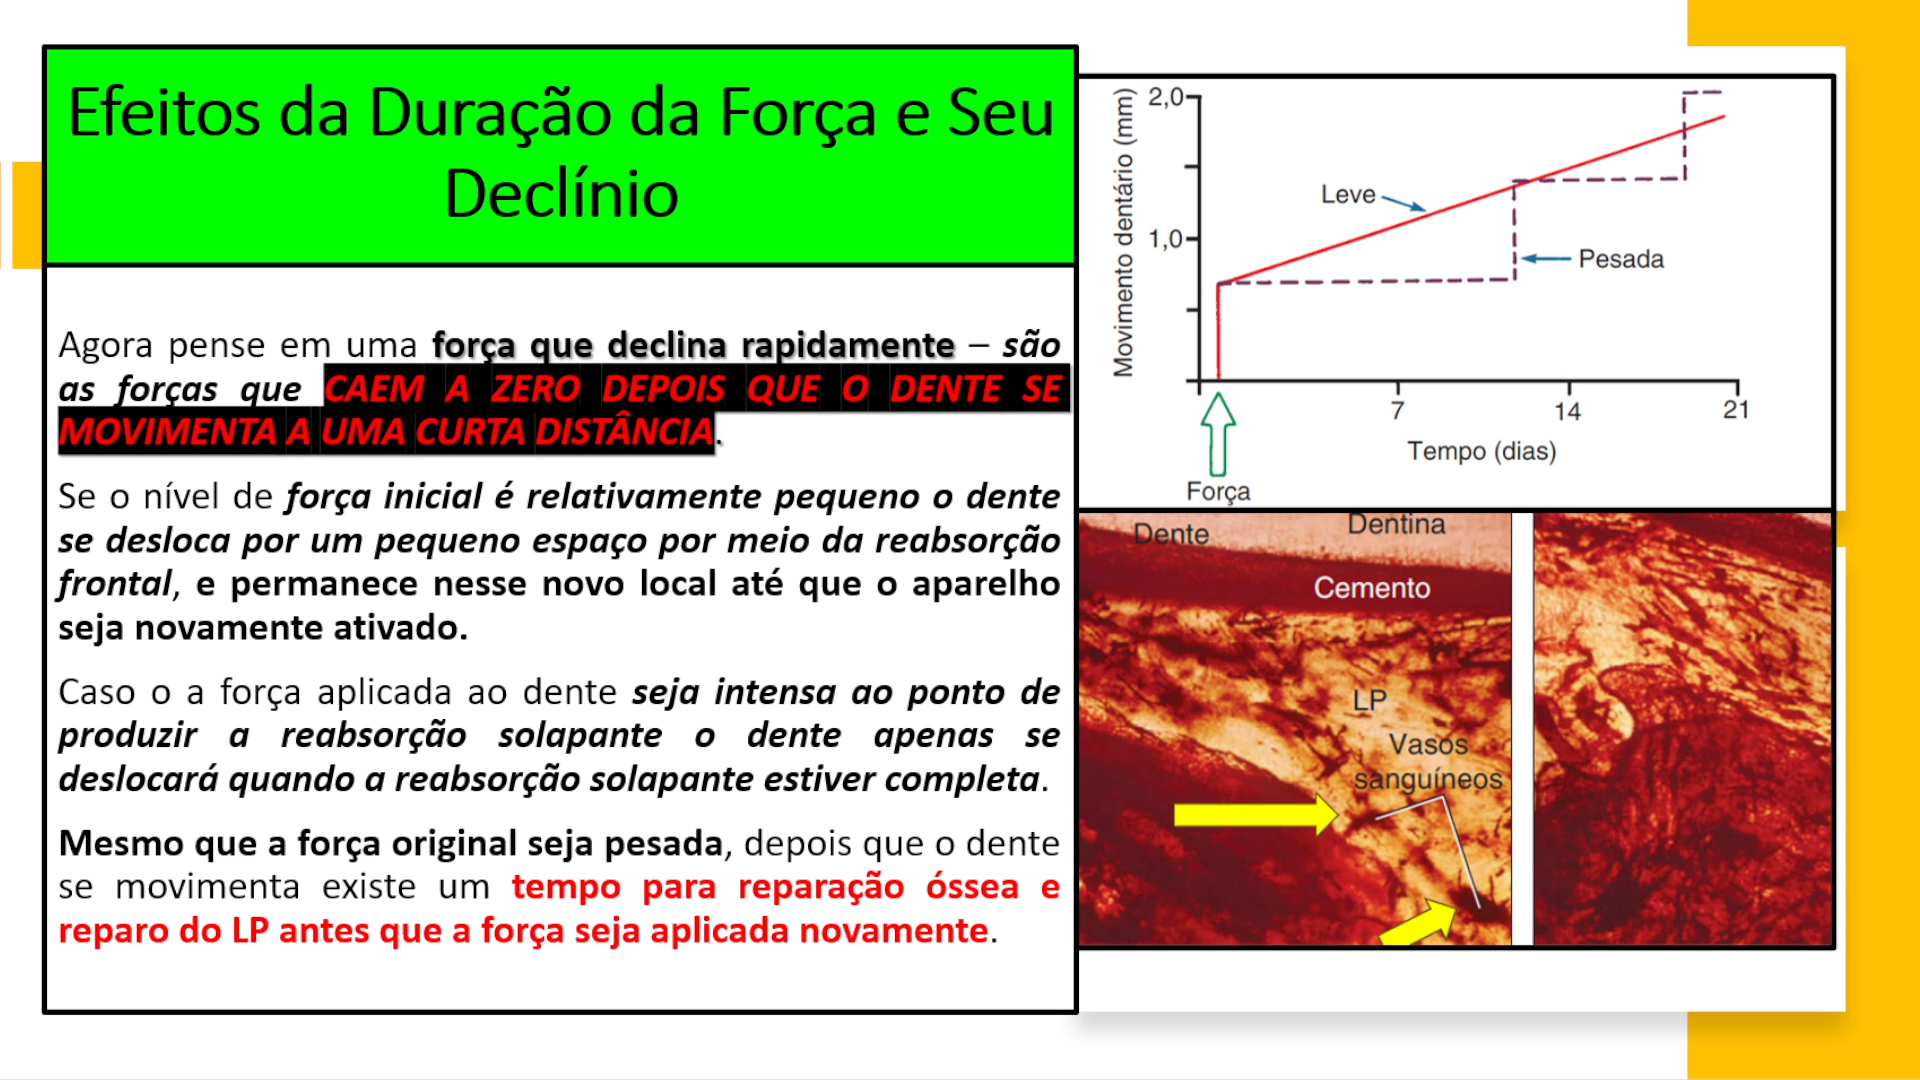 Efeitos da Duração da Força e Seu
Declínio
Agora pense em uma força que declina rapidamente – são
as forças que CAEM A ZERO DEPOIS QUE O DENTE SE
MOVIMENTA A UMA CURTA DISTÂNCIA.
Se o nível de força inicial é relativamente pequeno o dente
se desloca por um pequeno espaço por meio da reabsorção
frontal, e permanece nesse novo local até que o aparelho
seja novamente ativado.
Caso o a força aplicada ao dente seja intensa ao ponto de
produzir a reabsorção solapante o dente apenas se
deslocará quando a reabsorção solapante estiver completa.
Mesmo que a força original seja pesada, depois que o dente
se movimenta existe um tempo para reparação óssea e
reparo do LP antes que a força seja aplicada novamente.
Movimento dentário (mm)
2,0
1,0
Leve
Pesada
7
14
21
Tempo (dias)
Força
Dente
Dentina
Cemento
LP
Vasos
sanguíneos